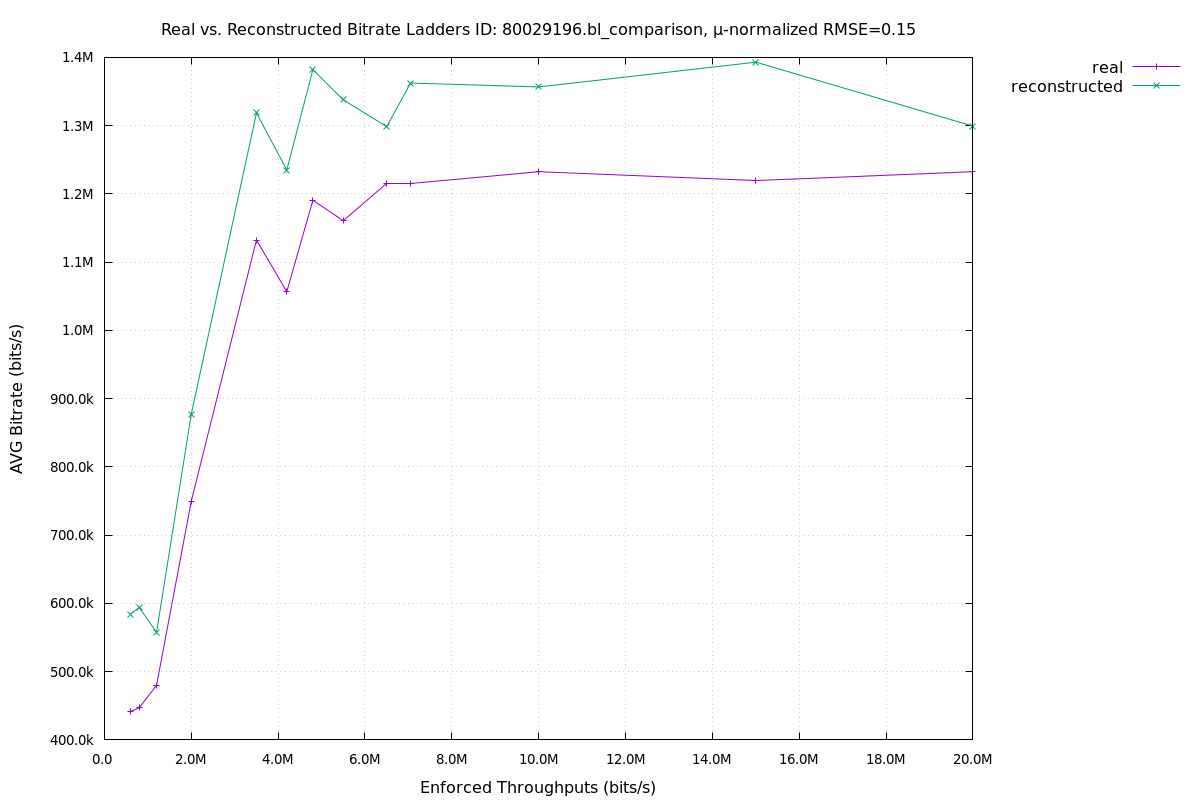 Real vs. Reconstructed Bitrate Ladders ID: 80029196.bl_comparison, µ-normalized RMSE=0.15
real
reconstructed
1.4M
1.3M
1.2M
1.1M
1.0M
900.0k
800.0k
700.0k
600.0k
500.0k
400.0k
AVG Bitrate (bits/s)
0.0 2.0M 4.0M 6.0M 8.0M 10.0M 12.0M 14.0M 16.0M 18.0M 20.0M
Enforced Throughputs (bits/s)